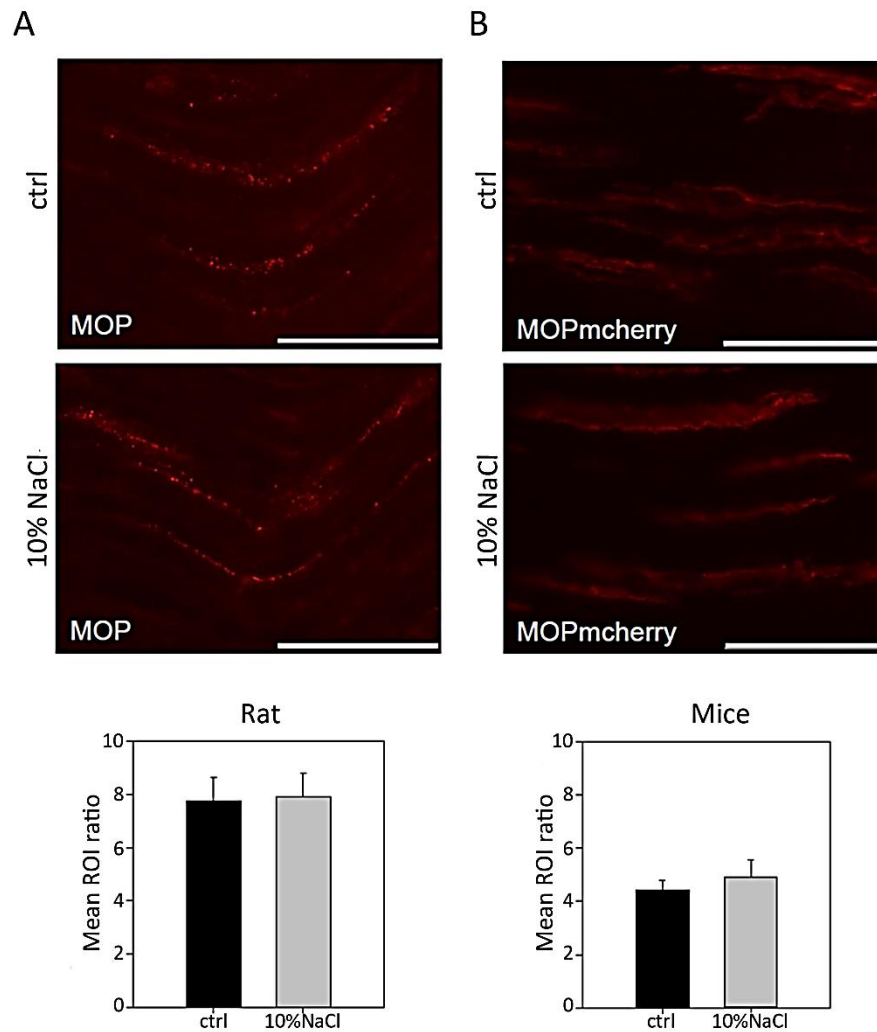 A
B
ctrl
MOP
ctrl
MOPmcherry
10% NaCl
MOP
10% NaCl
MOPmcherry
Rat
Mean ROI ratio
10
8
6
4
2
0
ctrl
10%NaCl
Mice
Mean ROI ratio
10
8
6
4
2
0
ctrl
10%NaCl